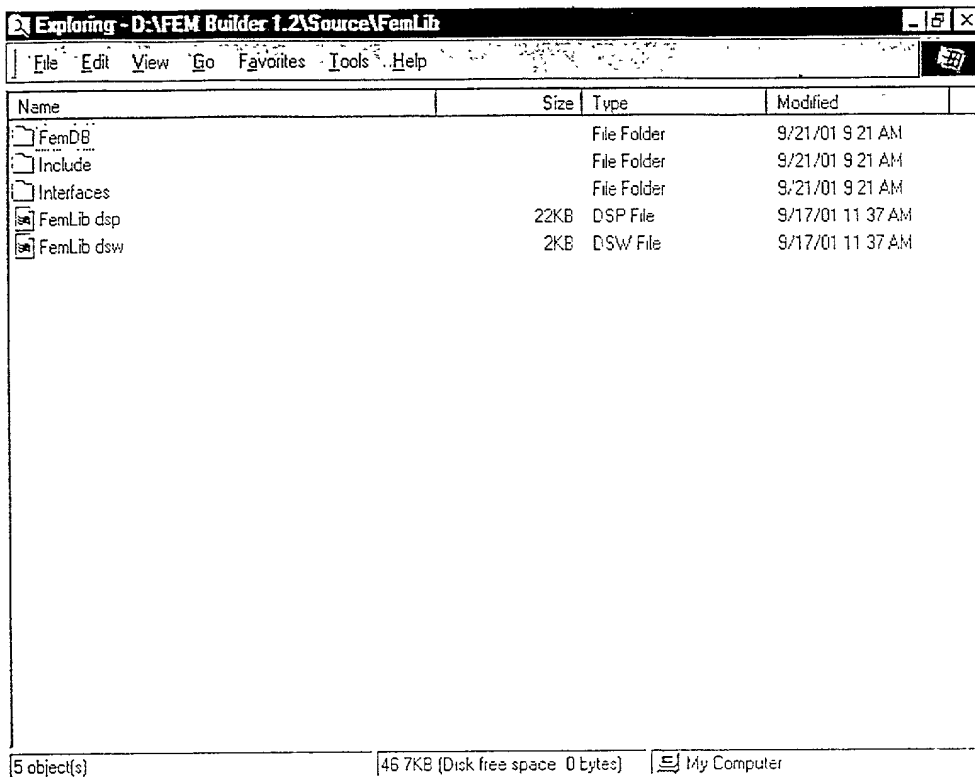 Exploring - D:\FEM Builder 1.2\Source\FemLib
File Edit View Go Favorites Tools Help
Name Size Type Modified
FemDB File Folder 9/21/01 9 21 AM
Include File Folder 9/21/01 9 21 AM
Interfaces File Folder 9/21/01 9 21 AM
FemLib dsp 22KB DSP File 9/17/01 11 37 AM
FemLib dsw 2KB DSW File 9/17/01 11 37 AM
5 object(s) 46 7KB (Disk free space 0 bytes) My Computer